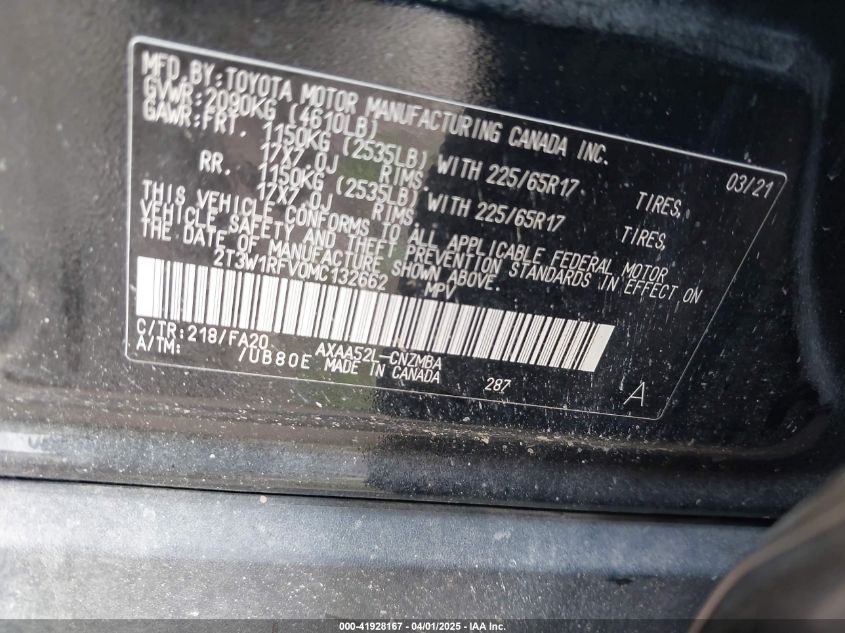 MFD. BY: TOYOTA MOTOR MANUFACTURING CANADA INC.
GVWR: 2090KG (4610LB) 03/21
GAWR: FRT. 1150KG (2535LB) WITH 225/65R17 TIRES,
17X7.0J RIMS.
RR. 1150KG (2535LB) WITH 225/65R17 TIRES,
17X7.0J RIMS
THIS VEHICLE CONFORMS TO ALL APPLICABLE FEDERAL MOTOR
VEHICLE SAFETY AND THEFT PREVENTION STANDARDS IN EFFECT ON
THE DATE OF MANUFACTURE SHOWN ABOVE.
2T3W1RFV0MC132662 MPV
C/TR:218/FA20 AXAA52L-CNZMBA
A/TM: /UB80E MADE IN CANADA 287 A
000-41928167 - 04/01/2025 - IAA Inc.